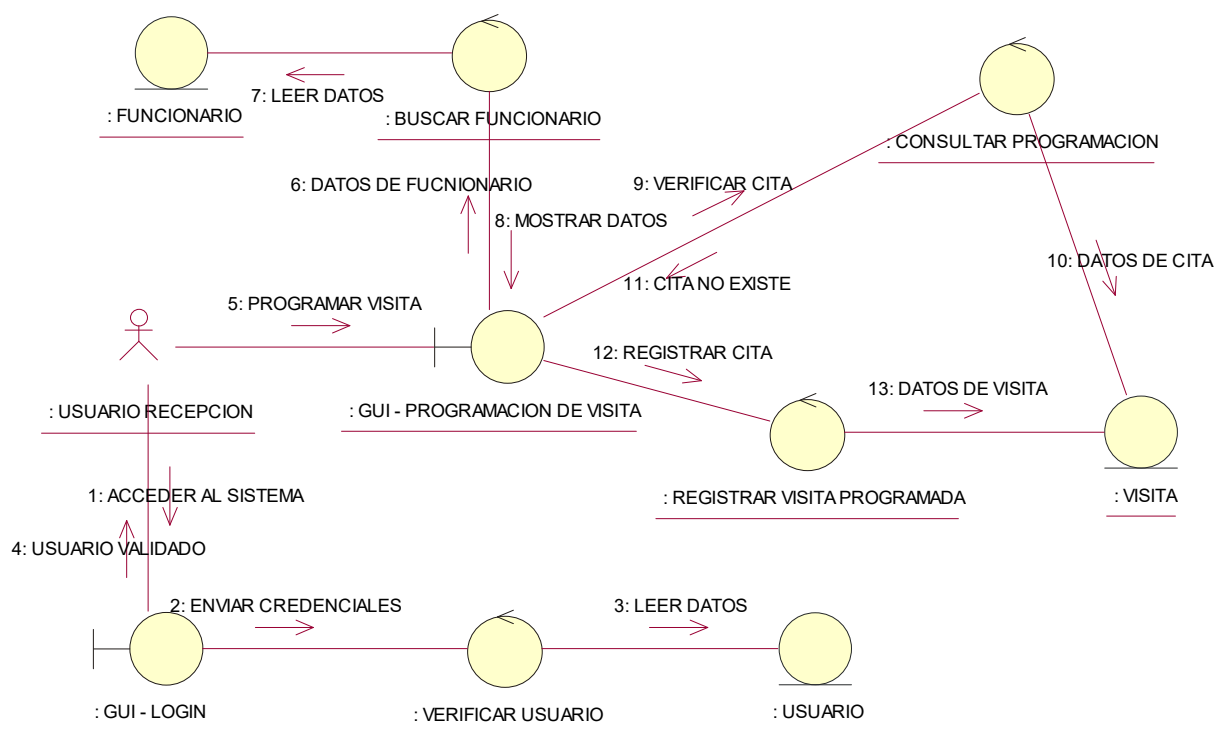 7: LEER DATOS
: FUNCIONARIO
: BUSCAR FUNCIONARIO
: CONSULTAR PROGRAMACION
6: DATOS DE FUCNIONARIO
9: VERIFICAR CITA
8: MOSTRAR DATOS
10: DATOS DE CITA
11: CITA NO EXISTE
5: PROGRAMAR VISITA
12: REGISTRAR CITA
13: DATOS DE VISITA
: USUARIO RECEPCION
: GUI - PROGRAMACION DE VISITA
: REGISTRAR VISITA PROGRAMADA
: VISITA
1: ACCEDER AL SISTEMA
4: USUARIO VALIDADO
2: ENVIAR CREDENCIALES
3: LEER DATOS
: GUI - LOGIN
: VERIFICAR USUARIO
: USUARIO